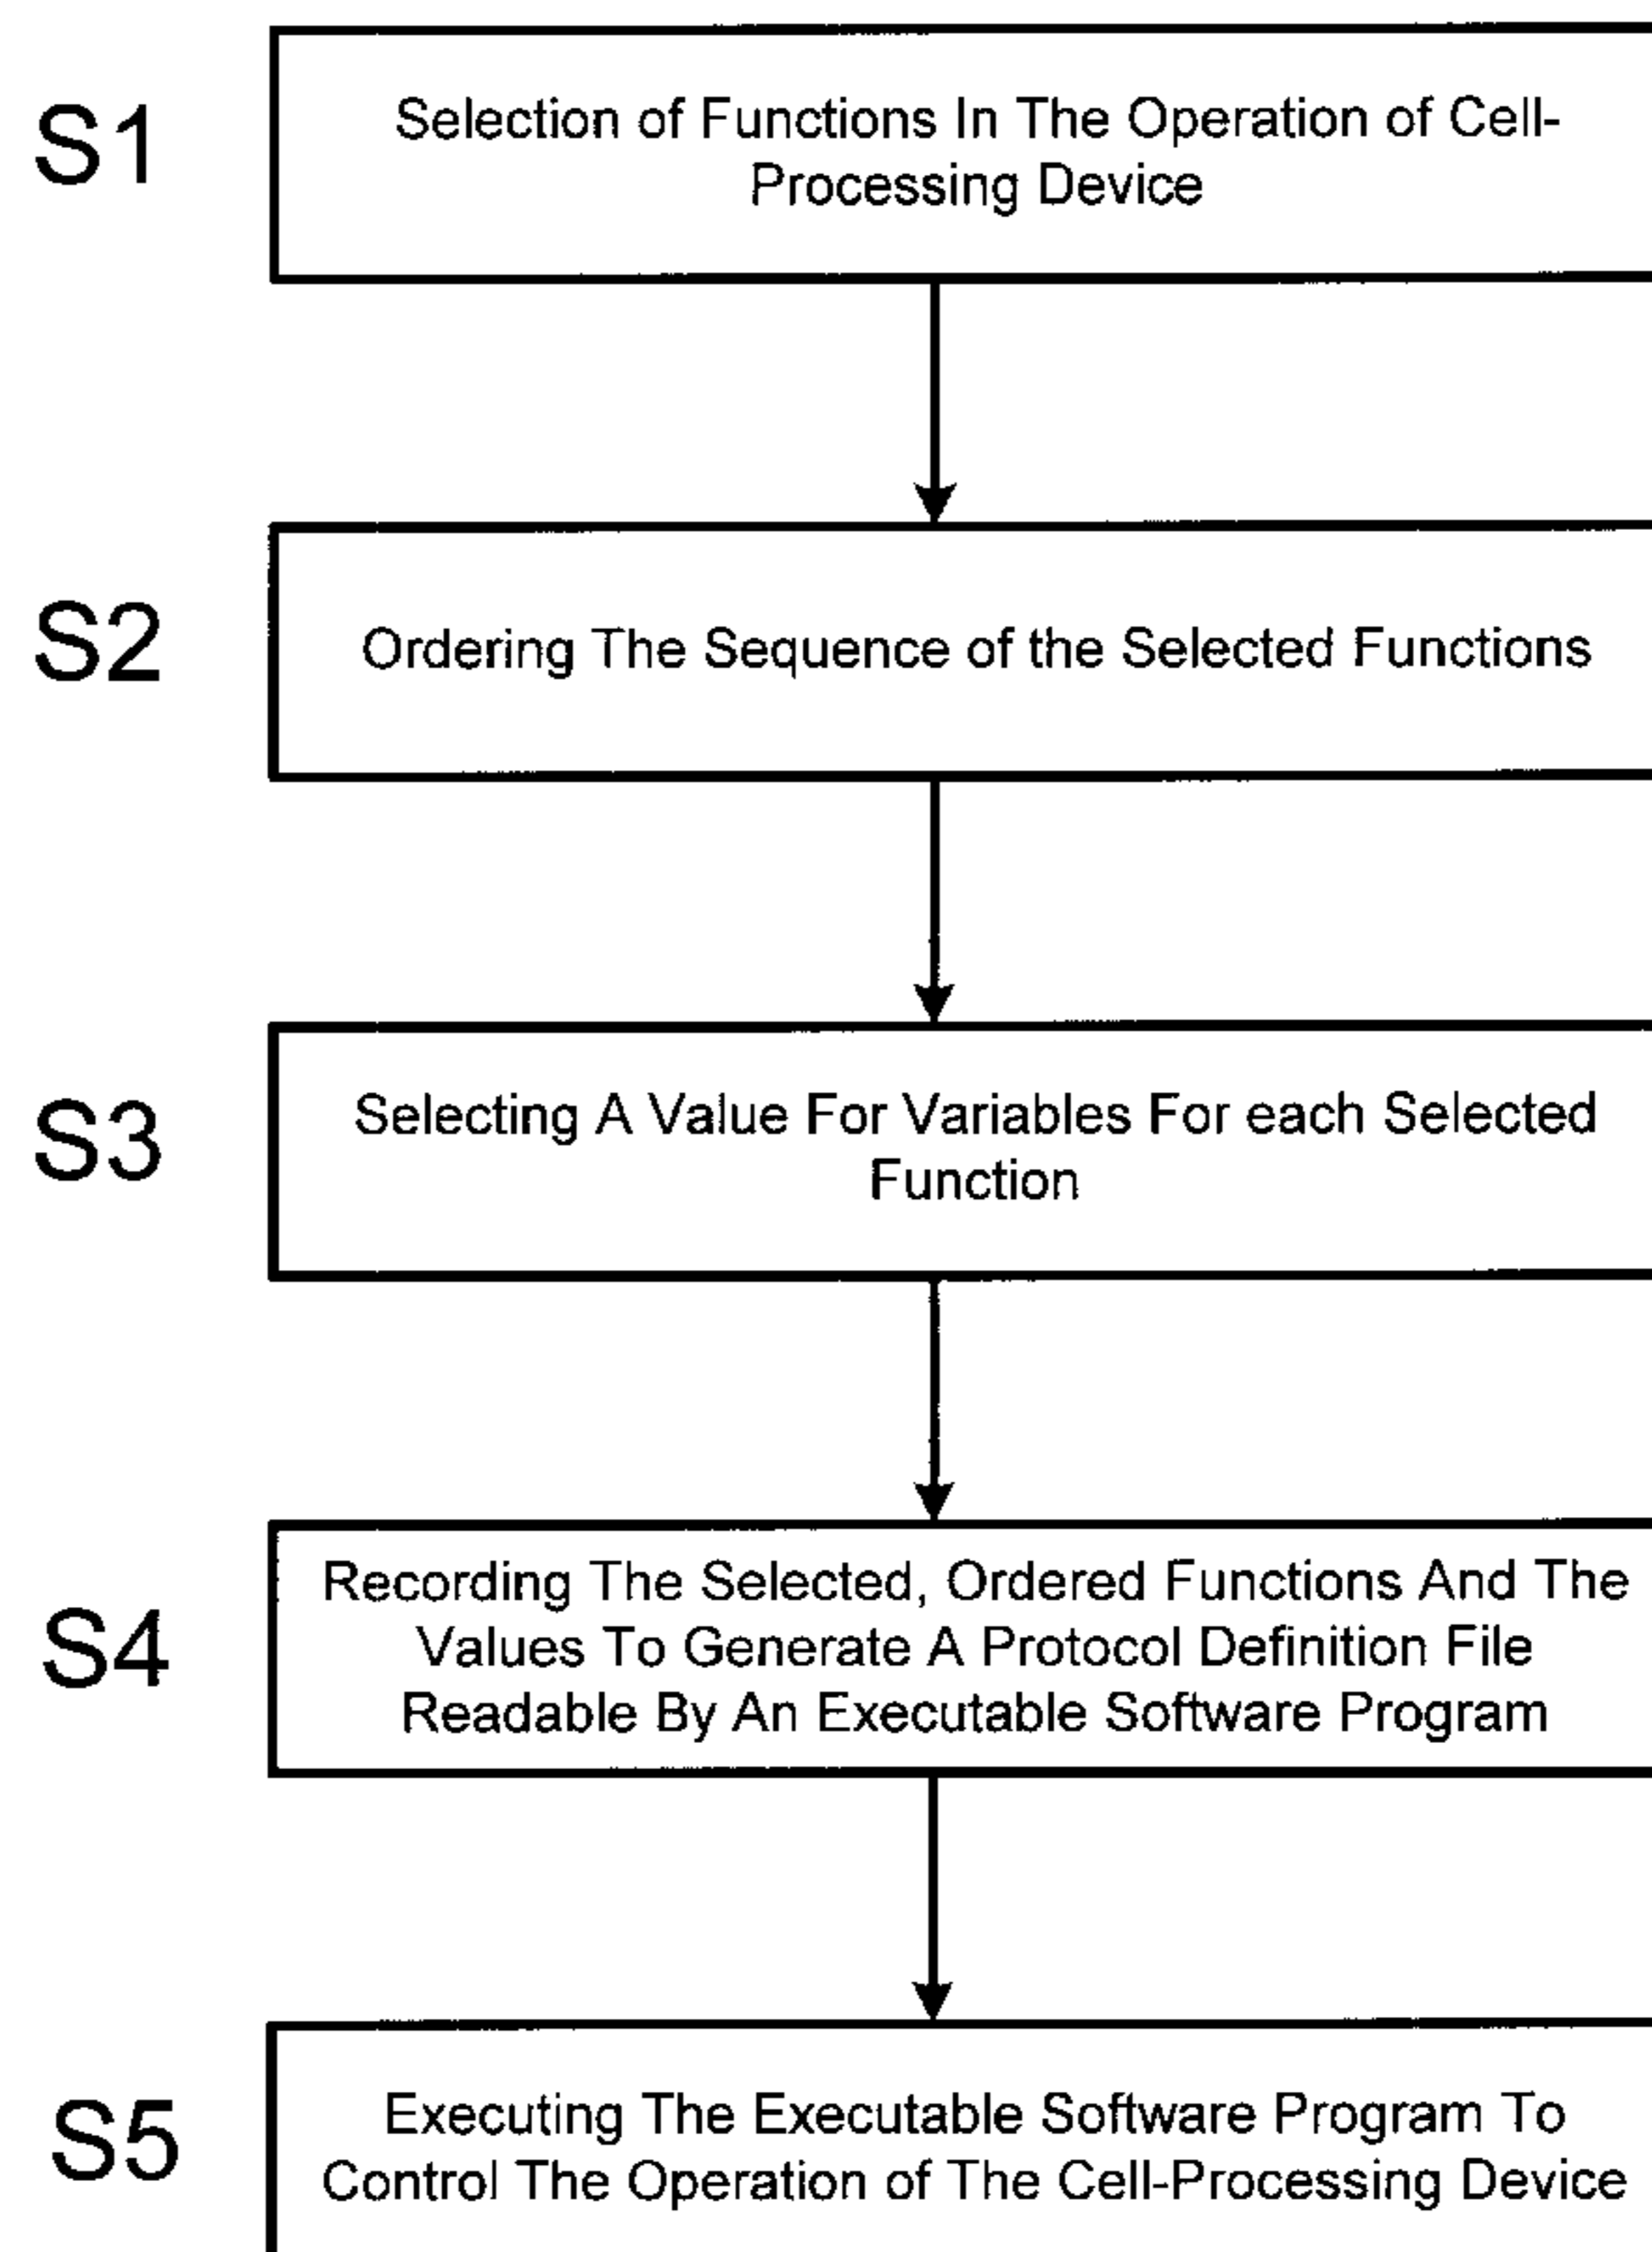 S1
Selection of Functions In The Operation of Cell-
Processing Device
S2
Ordering The Sequence of the Selected Functions
S3
Selecting A Value For Variables For each Selected
Function
S4
Recording The Selected, Ordered Functions And The
Values To Generate A Protocol Definition File
Readable By An Executable Software Program
S5
Executing The Executable Software Program To
Control The Operation of The Cell-Processing Device